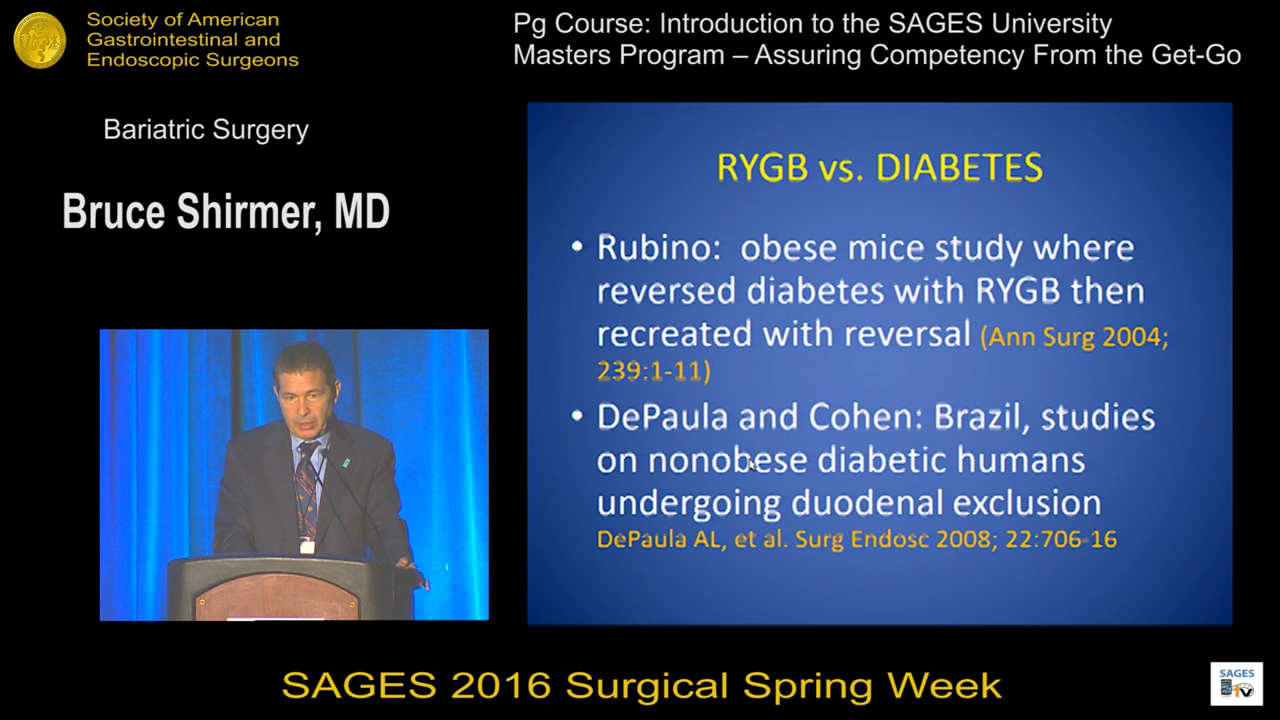 Society of American
Gastrointestinal and
Endoscopic Surgeons
Pg Course: Introduction to the SAGES University
Masters Program – Assuring Competency From the Get-Go
Bariatric Surgery
Bruce Shirmer, MD
RYGB vs. DIABETES
• Rubino: obese mice study where
reversed diabetes with RYGB then
recreated with reversal (Ann Surg 2004;
239:1-11)
• DePaula and Cohen: Brazil, studies
on nonobese diabetic humans
undergoing duodenal exclusion
DePaula AL, et al. Surg Endosc 2008; 22:706-16
SAGES 2016 Surgical Spring Week
SAGES
TV